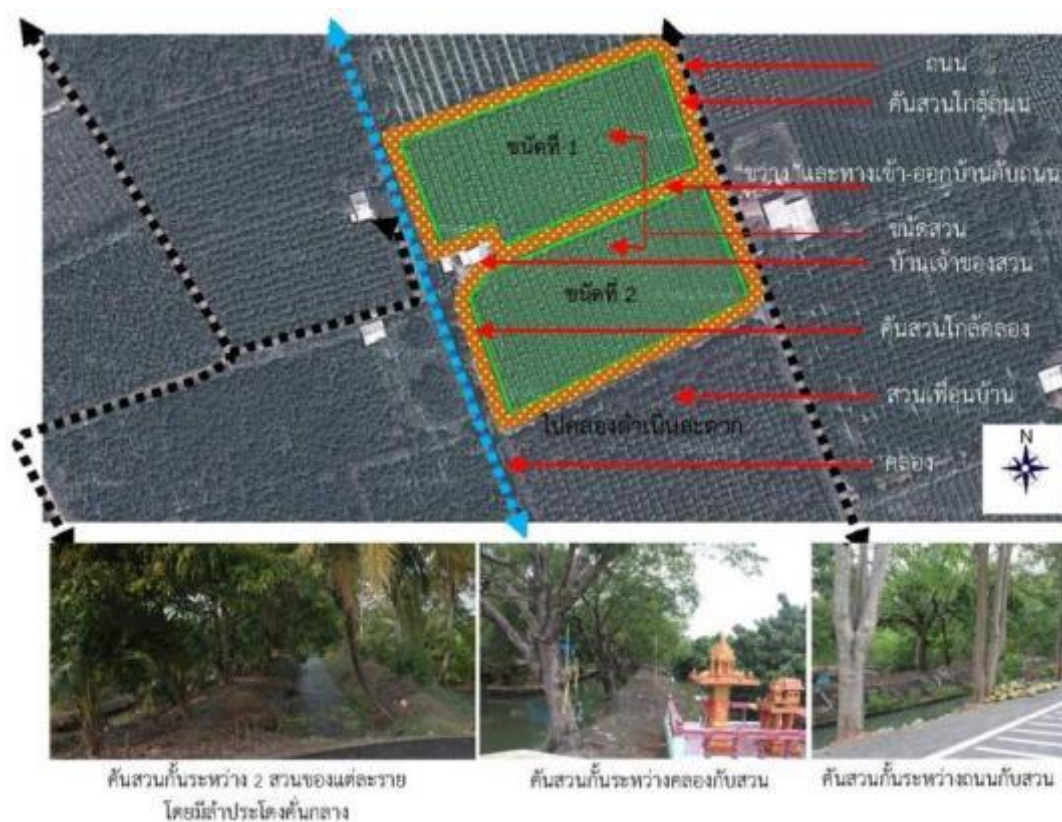 ถนน
คันสวนใกล้ถนน
ขนัดที่ 1
"ขวาง"และทางเข้า-ออกบ้านกับถนน
ขนัดสวน
บ้านเจ้าของสวน
ขนัดที่ 2
คันสวนใกล้คลอง
สวนเพื่อนบ้าน
ไปคลองดำเนินสะดวก
คลอง
N
คันสวนกั้นระหว่าง 2 สวนของแต่ละราย
โดยมีลำประโดงคั่นกลาง
คันสวนกั้นระหว่างคลองกับสวน
คันสวนกั้นระหว่างถนนกับสวน